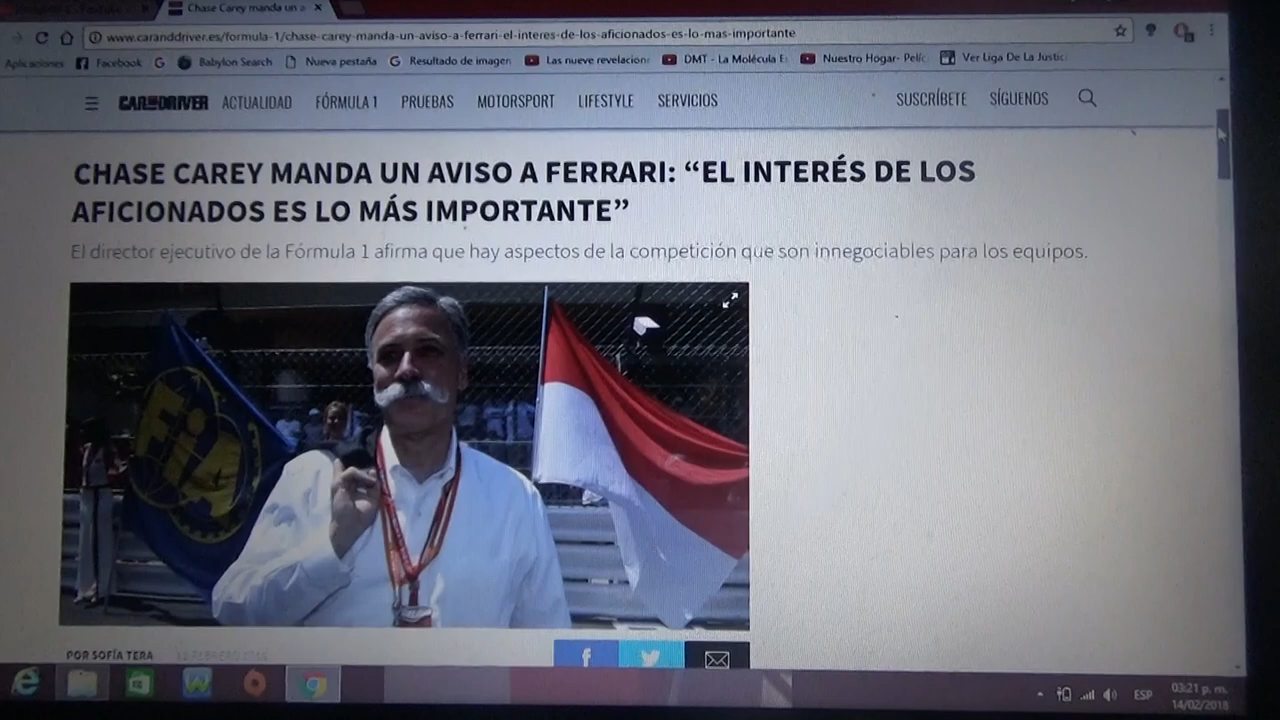 Chase Carey manda un a
www.caranddriver.es/formula-1/chase-carey-manda-un-aviso-a-ferrari-el-interes-de-los-aficionados-es-lo-mas-importante
Aplicaciones Facebook Babylon Search Nueva pestaña Resultado de imagen Las nueve revelacion DMT - La Molécula E Nuestro Hogar- Pelíc Ver Liga De La Justic
CAR AND DRIVER ACTUALIDAD FÓRMULA 1 PRUEBAS MOTORSPORT LIFESTYLE SERVICIOS SUSCRÍBETE SÍGUENOS
CHASE CAREY MANDA UN AVISO A FERRARI: “EL INTERÉS DE LOS
AFICIONADOS ES LO MÁS IMPORTANTE”
El director ejecutivo de la Fórmula 1 afirma que hay aspectos de la competición que son innegociables para los equipos.
FiA
POR SOFÍA TERA
ESP
03:21 p. m.
14/02/2018